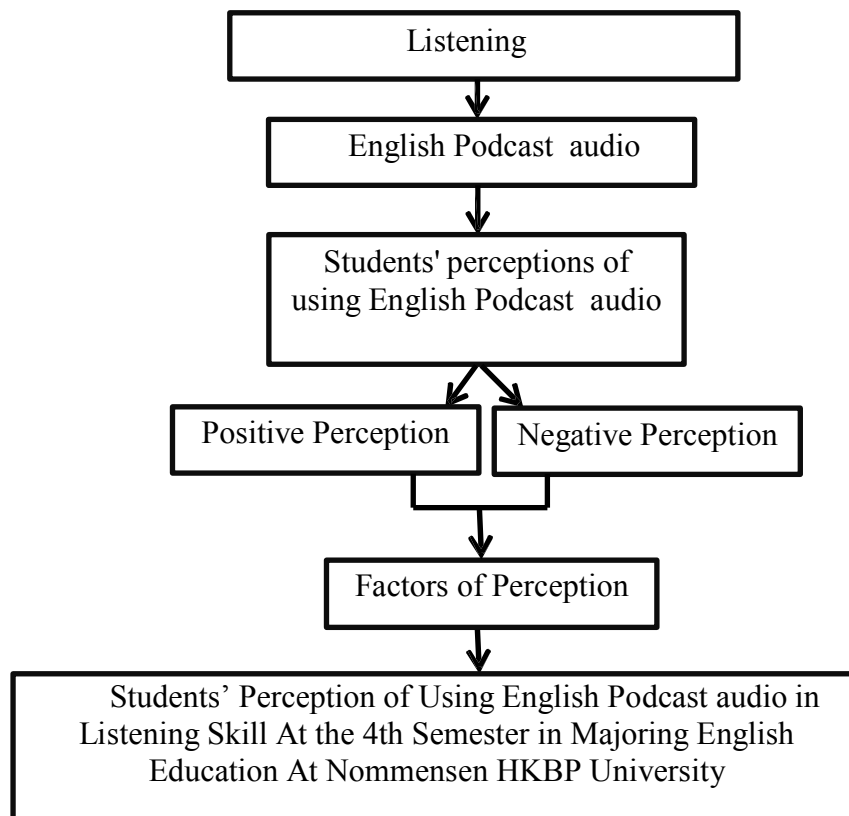 Listening
English Podcast audio
Students' perceptions of
using English Podcast audio
Positive Perception
Negative Perception
Factors of Perception
Students’ Perception of Using English Podcast audio in
Listening Skill At the 4th Semester in Majoring English
Education At Nommensen HKBP University